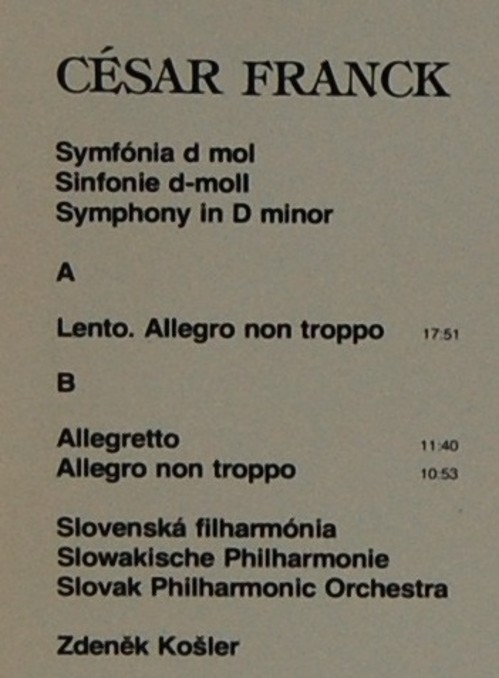 CÉSAR FRANCK
Symfónia d mol
Sinfonie d-moll
Symphony in D minor
A
Lento. Allegro non troppo 17:51
B
Allegretto 11:40
Allegro non troppo 10:53
Slovenská filharmónia
Slowakische Philharmonie
Slovak Philharmonic Orchestra
Zdeněk Košler